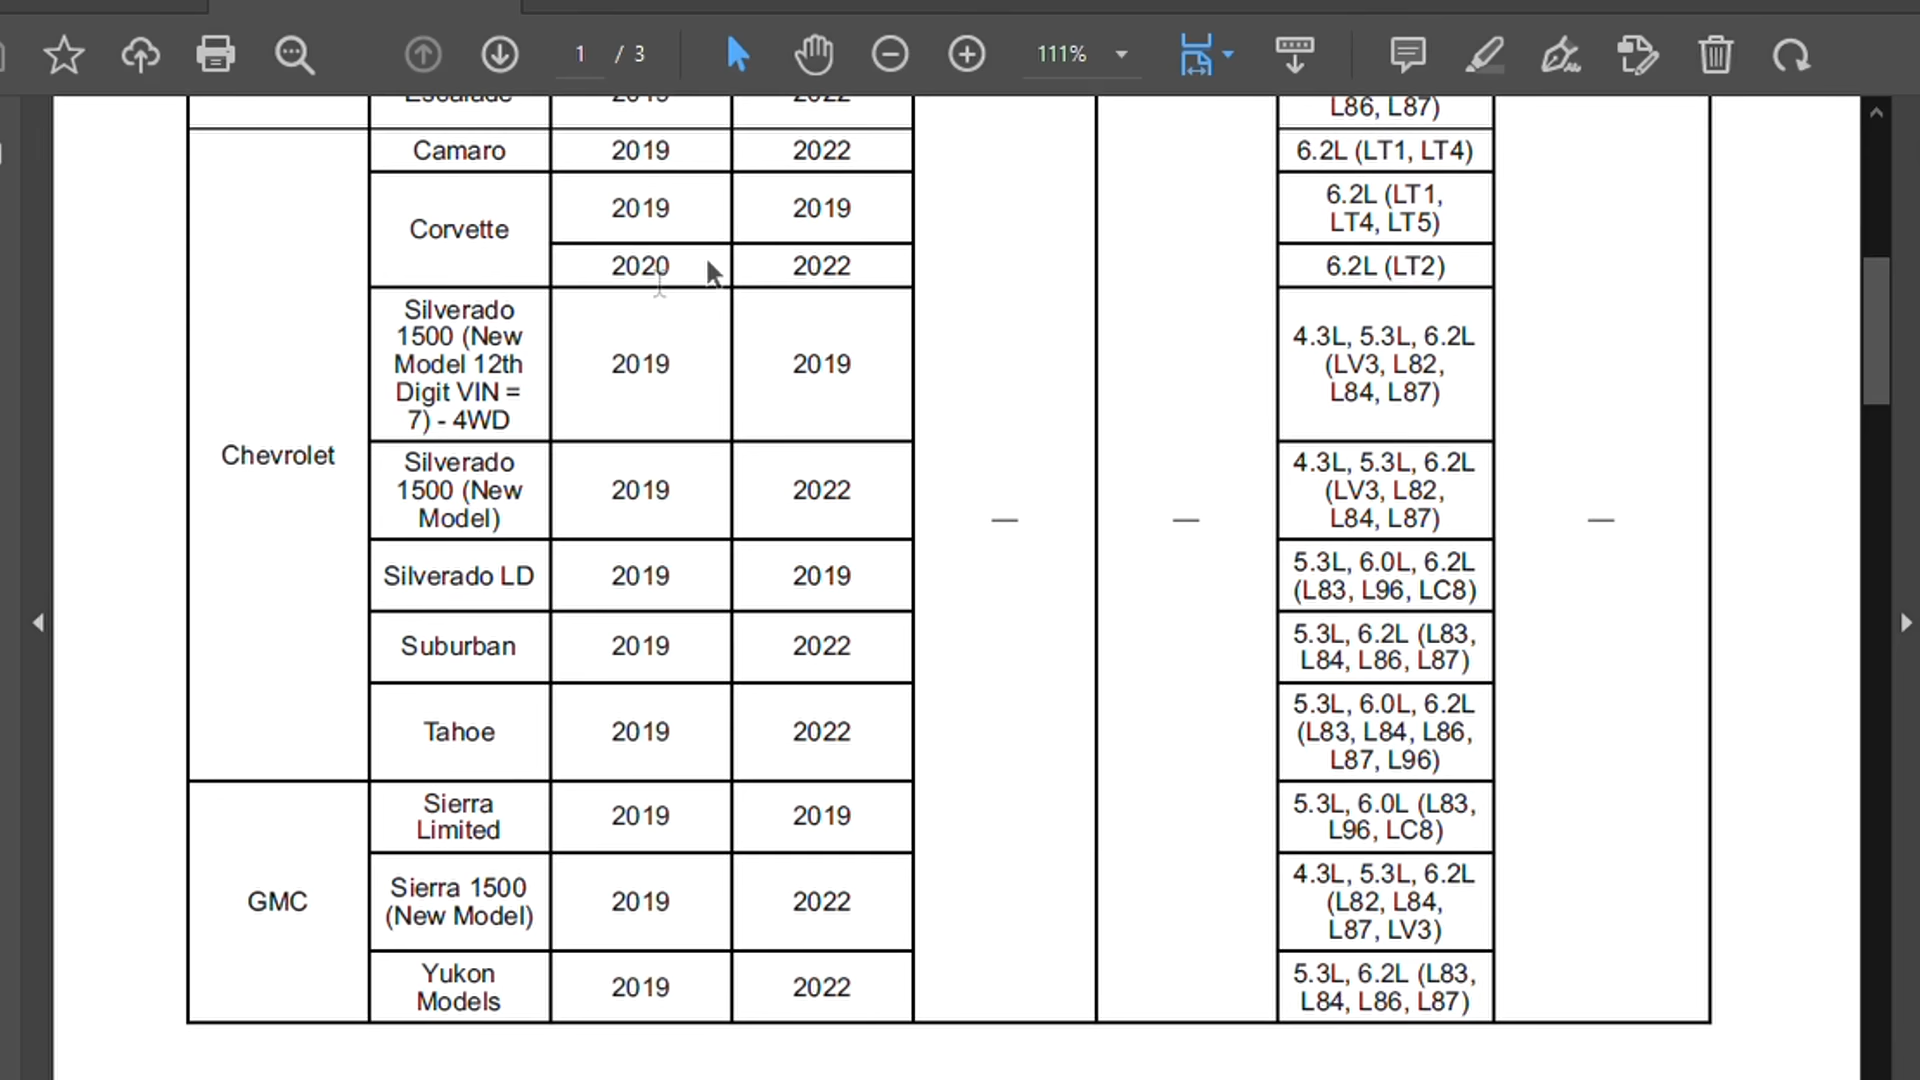 1 / 3 111%
Escalade 2019 2022
L86, L87)
Camaro 2019 2022 6.2L (LT1, LT4)
Corvette
2019 2019
6.2L (LT1,
LT4, LT5)
2020 2022 6.2L (LT2)
Chevrolet
Silverado
1500 (New
Model 12th
Digit VIN =
7) - 4WD
2019 2019
4.3L, 5.3L, 6.2L
(LV3, L82,
L84, L87)
Silverado
1500 (New
Model)
2019 2022
4.3L, 5.3L, 6.2L
(LV3, L82,
L84, L87)
— — —
Silverado LD 2019 2019
5.3L, 6.0L, 6.2L
(L83, L96, LC8)
Suburban 2019 2022
5.3L, 6.2L (L83,
L84, L86, L87)
Tahoe 2019 2022
5.3L, 6.0L, 6.2L
(L83, L84, L86,
L87, L96)
GMC
Sierra
Limited
2019 2019
5.3L, 6.0L (L83,
L96, LC8)
Sierra 1500
(New Model)
2019 2022
4.3L, 5.3L, 6.2L
(L82, L84,
L87, LV3)
Yukon
Models
2019 2022
5.3L, 6.2L (L83,
L84, L86, L87)